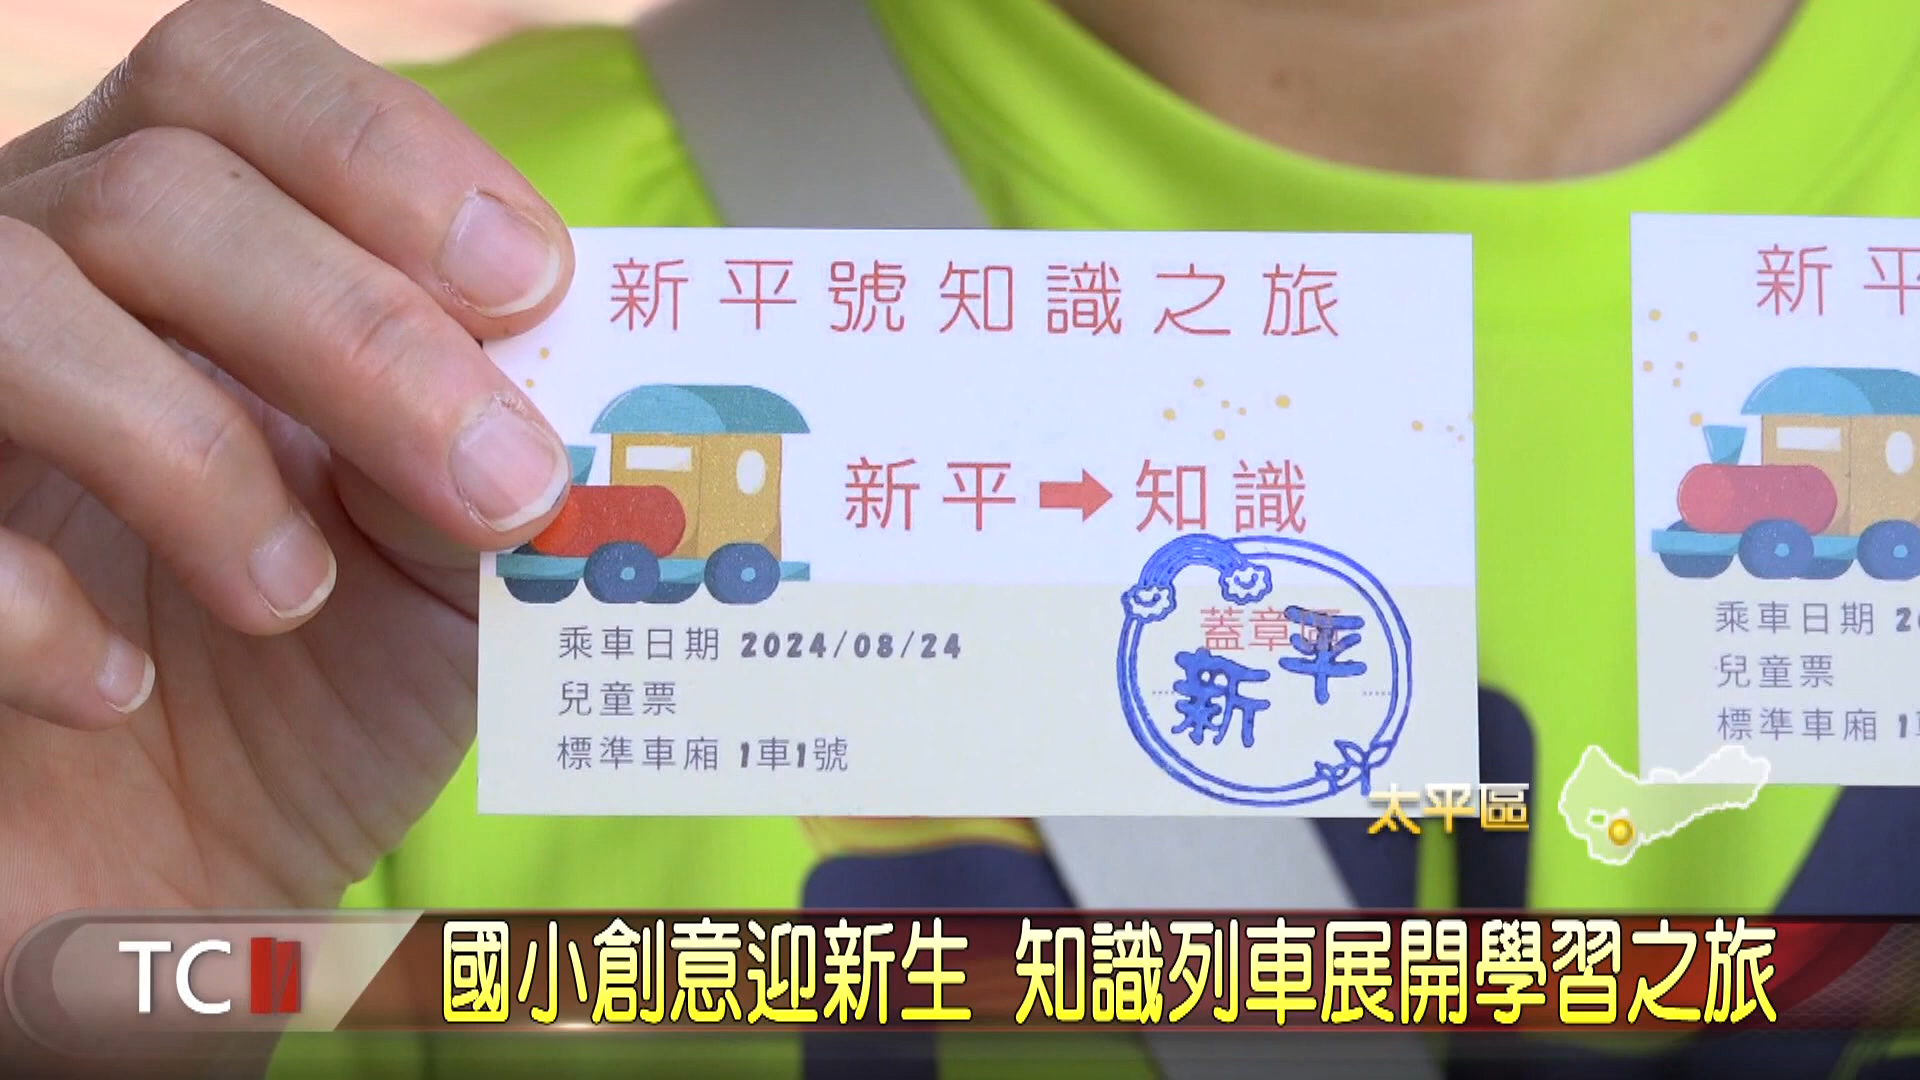 新平號知識之旅
新平➡知識
蓋章區
新平
乘車日期 2024/08/24
兒童票
標準車廂 1車1號
新平
乘車日期 2
兒童票
標準車廂 1
太平區
TC
國小創意迎新生 知識列車展開學習之旅